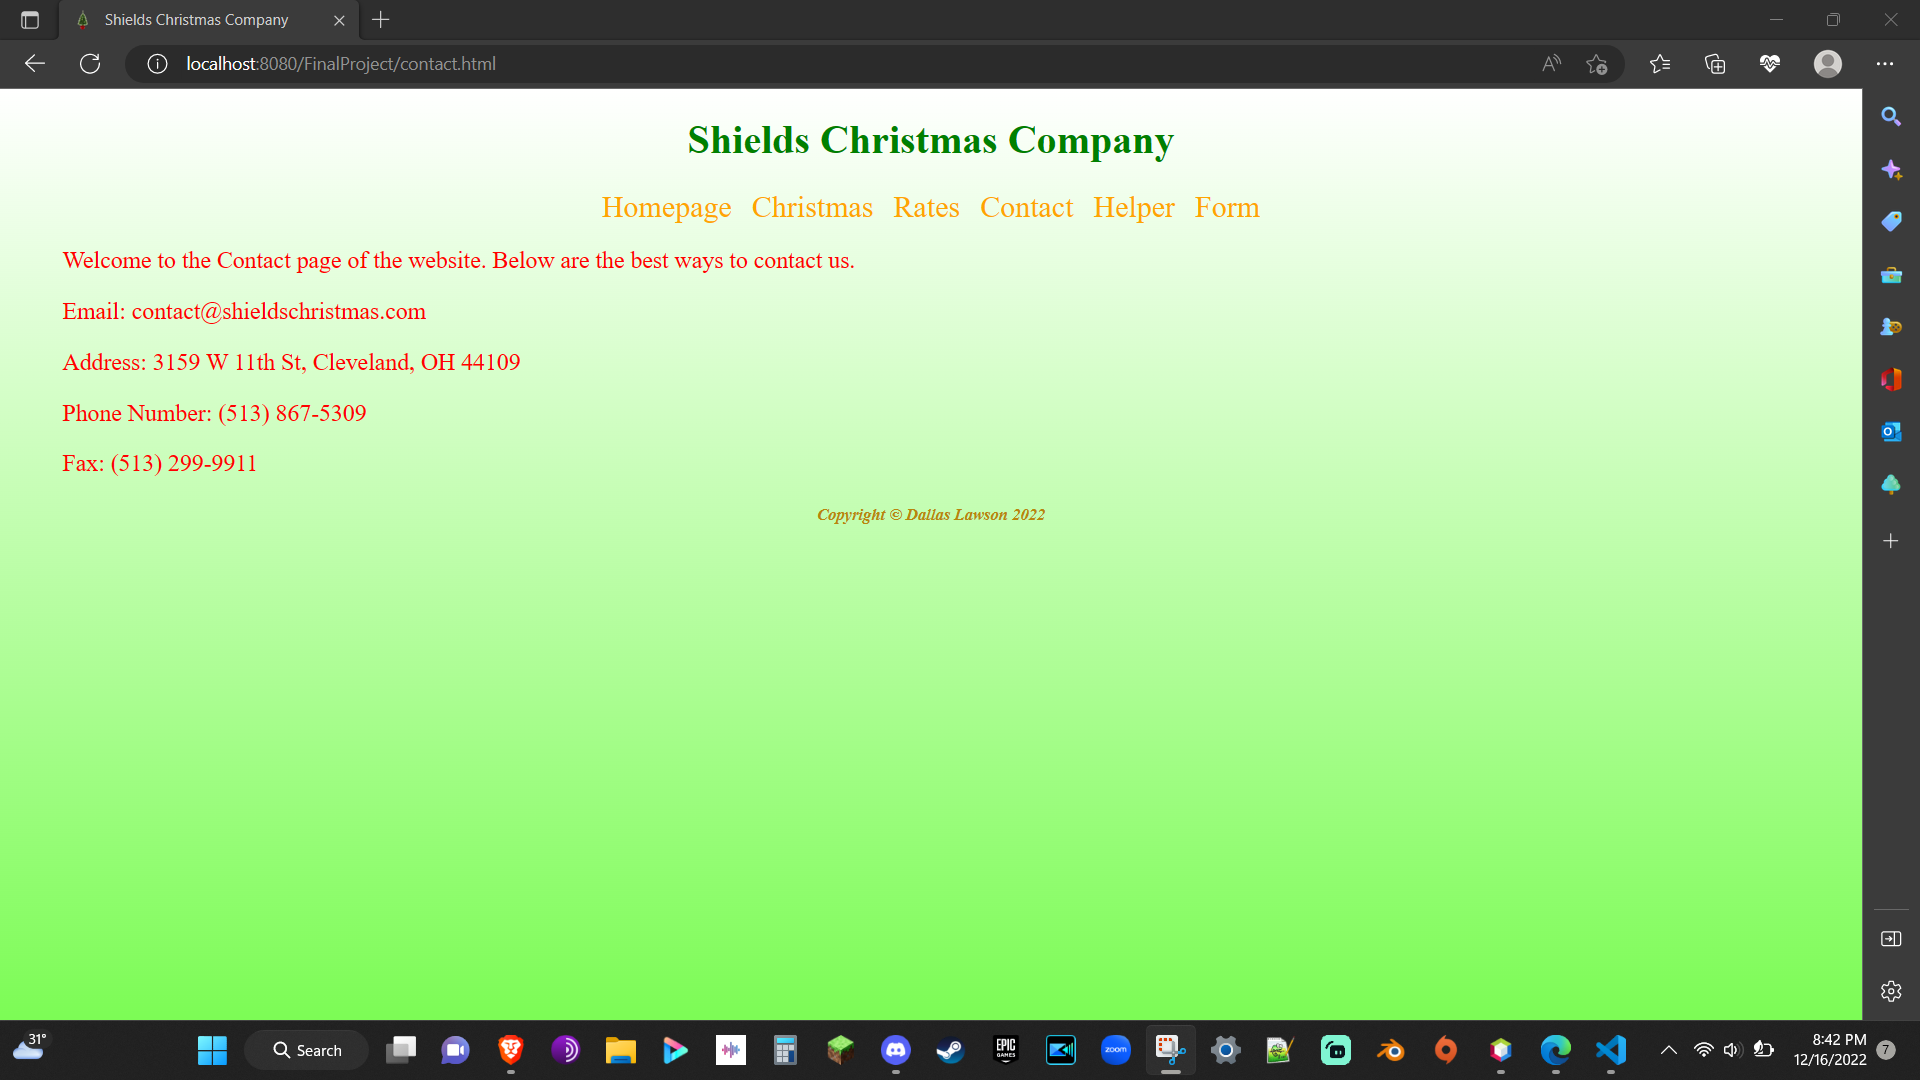 Shields Christmas Company
localhost:8080/FinalProject/contact.html
Shields Christmas Company
Homepage Christmas Rates Contact Helper Form
Welcome to the Contact page of the website. Below are the best ways to contact us.
Email: contact@shieldschristmas.com
Address: 3159 W 11th St, Cleveland, OH 44109
Phone Number: (513) 867-5309
Fax: (513) 299-9911
Copyright © Dallas Lawson 2022
31°
Search
EPIC GAMES
zoom
8:42 PM
12/16/2022
7